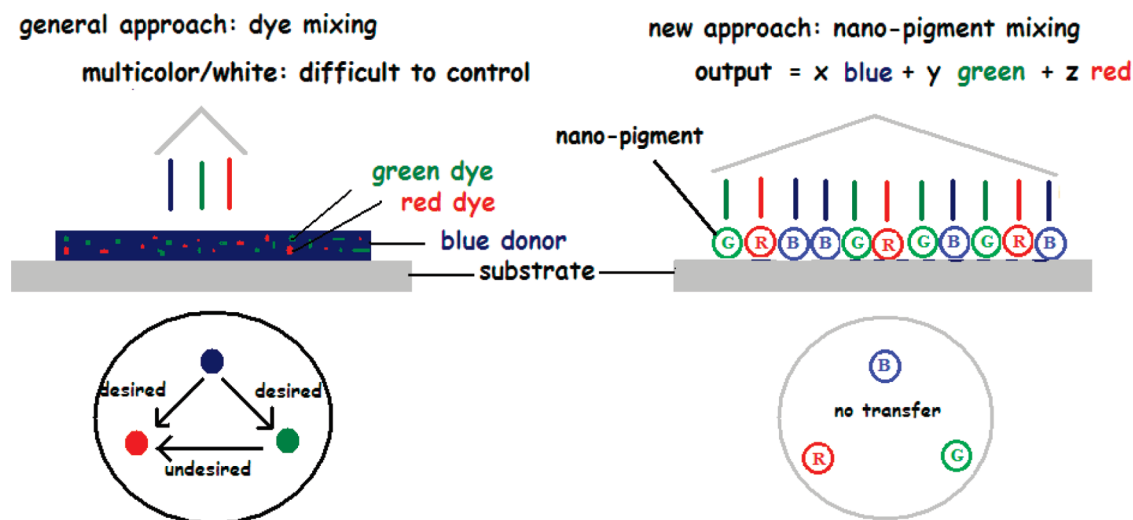 general approach: dye mixing
multicolor/white: difficult to control
green dye
red dye
blue donor
substrate
desired
desired
undesired
new approach: nano-pigment mixing
output = x blue + y green + z red
nano-pigment
G R B B G R G B G R B
B
no transfer
R
G